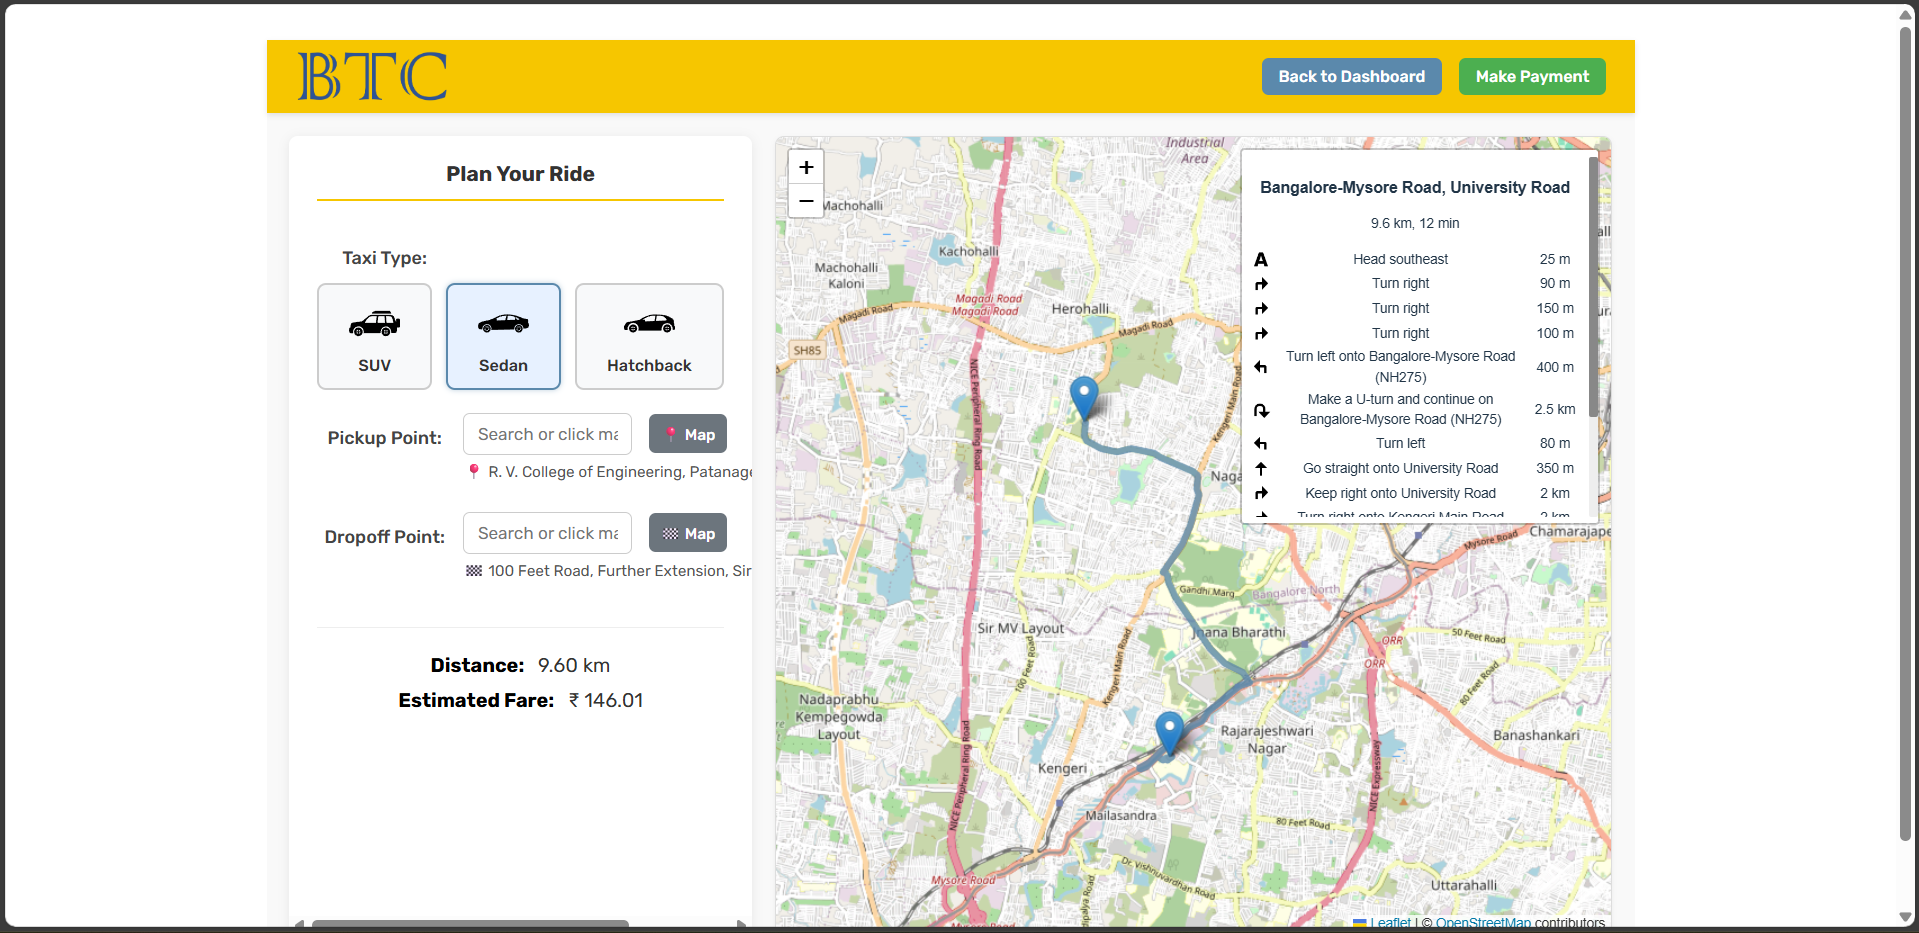 BTC
Back to Dashboard
Make Payment
Plan Your Ride
Taxi Type:
SUV
Sedan
Hatchback
Pickup Point:
Search or click ma
Map
R. V. College of Engineering, Patanage
Dropoff Point:
Search or click ma
Map
100 Feet Road, Further Extension, Sir
Distance: 9.60 km
Estimated Fare: ₹ 146.01
+
−
Industrial
Area
Machohalli
Kachohalli
Machohalli
Kaloni
Magadi Road
Magadi Road
Herohalli
Magadi Road
Magadi Road
SH85
NICE Peripheral Ring Road
Kengeri Main Road
Naga
Gandhi Marg
Bangalore North
Jnana Bharathi
Sir MV Layout
100 Feet Road
Kengeri Main Road
Nadaprabhu
Kempegowda
Layout
NICE Peripheral Ring Road
Kengeri
Rajarajeshwari
Nagar
Mailasandra
Mysore Road
Mysore Road
Dr. Vishnuvardhan Road
80 Feet Road
NICE Expressway
Banashankari
Uttarahalli
Chamarajape
Mysore Road
ORR
ORR
50 Feet Road
80 Feet Road
Bangalore-Mysore Road, University Road
9.6 km, 12 min
A Head southeast 25 m
Turn right 90 m
Turn right 150 m
Turn right 100 m
Turn left onto Bangalore-Mysore Road
(NH275) 400 m
Make a U-turn and continue on
Bangalore-Mysore Road (NH275) 2.5 km
Turn left 80 m
Go straight onto University Road 350 m
Keep right onto University Road 2 km
Turn right onto Kengeri Main Road 2 km
Leaflet | © OpenStreetMap contributors